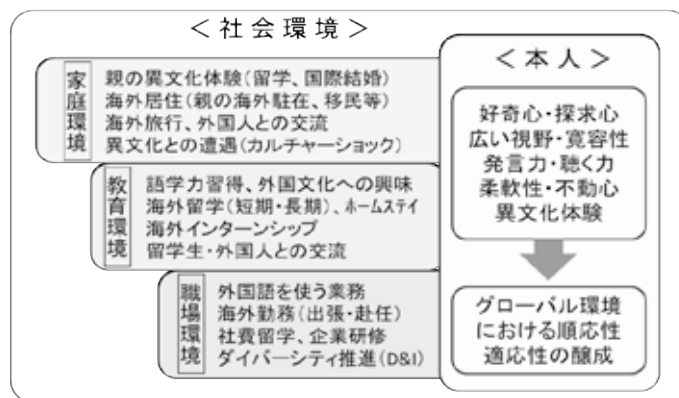 ＜社会環境＞
家庭環境
親の異文化体験（留学、国際結婚）
海外居住（親の海外駐在、移民等）
海外旅行、外国人との交流
異文化との遭遇（カルチャーショック）
教育環境
語学力習得、外国文化への興味
海外留学（短期・長期）、ホームステイ
海外インターンシップ
留学生・外国人との交流
職場環境
外国語を使う業務
海外勤務（出張・赴任）
社費留学、企業研修
ダイバーシティ推進（D&I）
＜本人＞
好奇心・探求心
広い視野・寛容性
発言力・聴く力
柔軟性・不動心
異文化体験
グローバル環境
における順応性
適応性の醸成